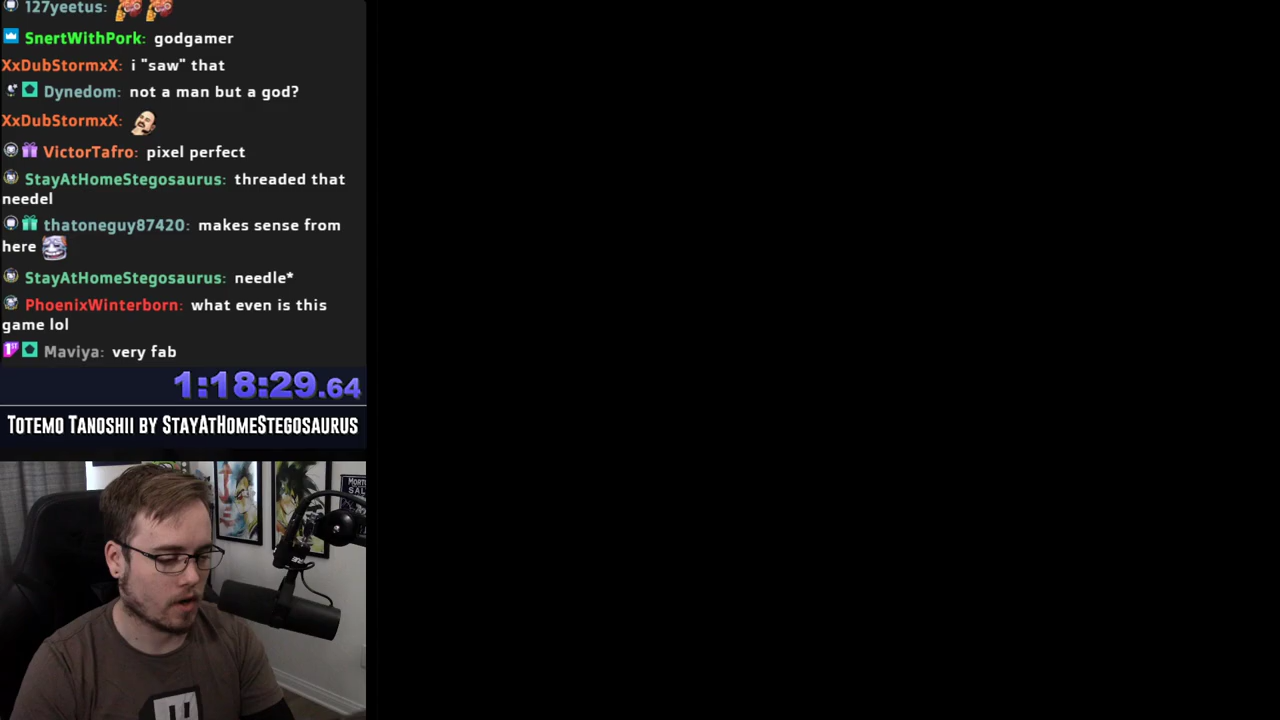 127yeetus:
SnertWithPork: godgamer
XxDubStormxX: i "saw" that
Dynedom: not a man but a god?
XxDubStormxX:
VictorTafro: pixel perfect
StayAtHomeStegosaurus: threaded that
needel
thatoneguy87420: makes sense from
here
StayAtHomeStegosaurus: needle*
PhoenixWinterborn: what even is this
game lol
1ST Maviya: very fab
1:18:29.64
Totemo Tanoshii by StayAtHomeStegosaurus